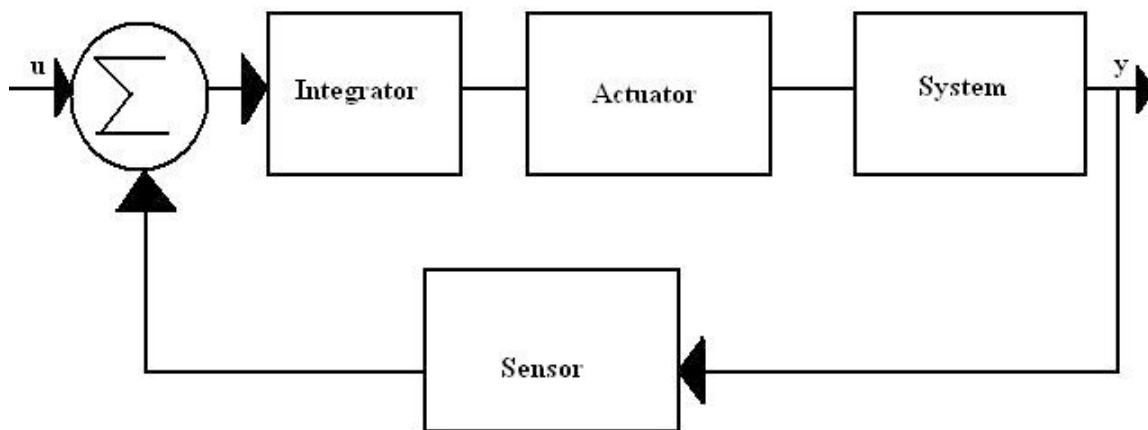 u
Σ
Integrator
Actuator
System
y
Sensor